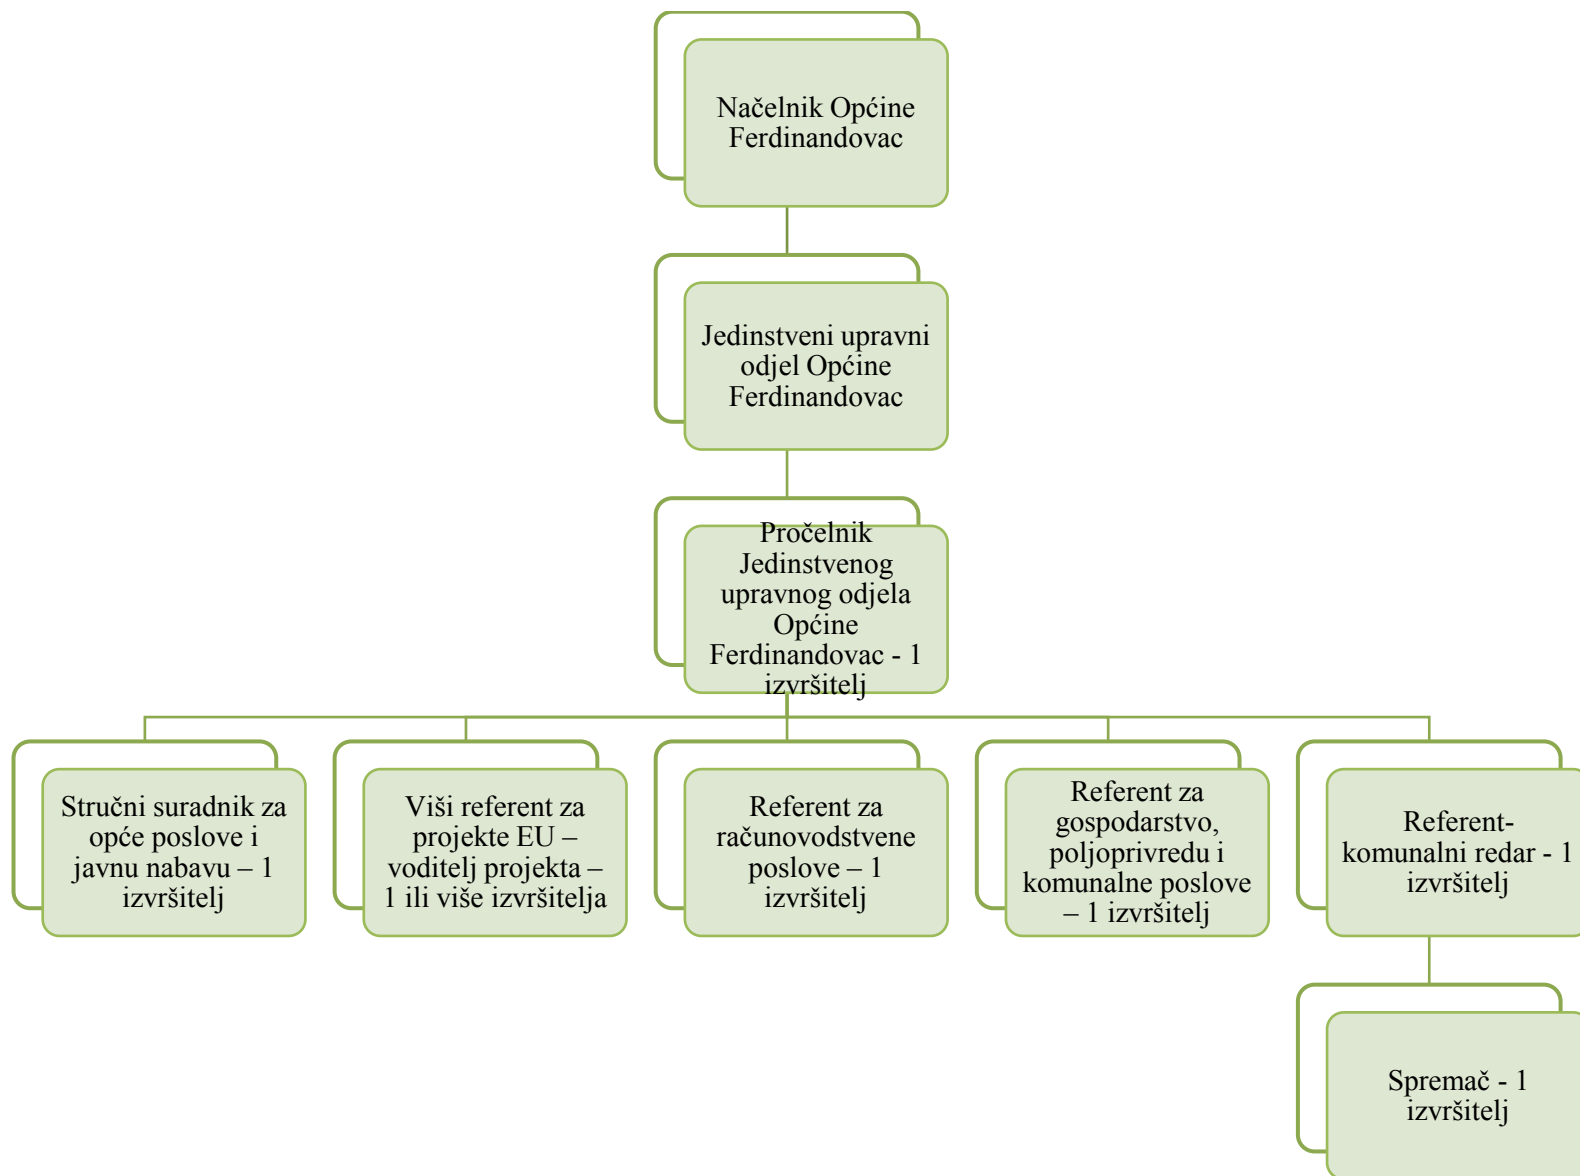 Načelnik Općine
Ferdinandovac
Jedinstveni upravni
odjel Općine
Ferdinandovac
Pročelnik
Jedinstvenog
upravnog odjela
Općine
Ferdinandovac - 1
izvršitelj
Stručni suradnik za
opće poslove i
javnu nabavu – 1
izvršitelj
Viši referent za
projekte EU –
voditelj projekta –
1 ili više izvršitelja
Referent za
računovodstvene
poslove – 1
izvršitelj
Referent za
gospodarstvo,
poljoprivredu i
komunalne poslove
– 1 izvršitelj
Referent-
komunalni redar - 1
izvršitelj
Spremač - 1
izvršitelj